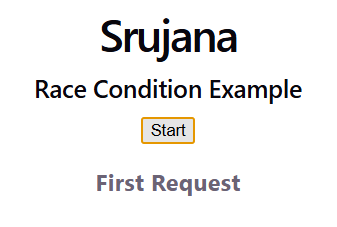 Srujana
Race Condition Example
Start
First Request